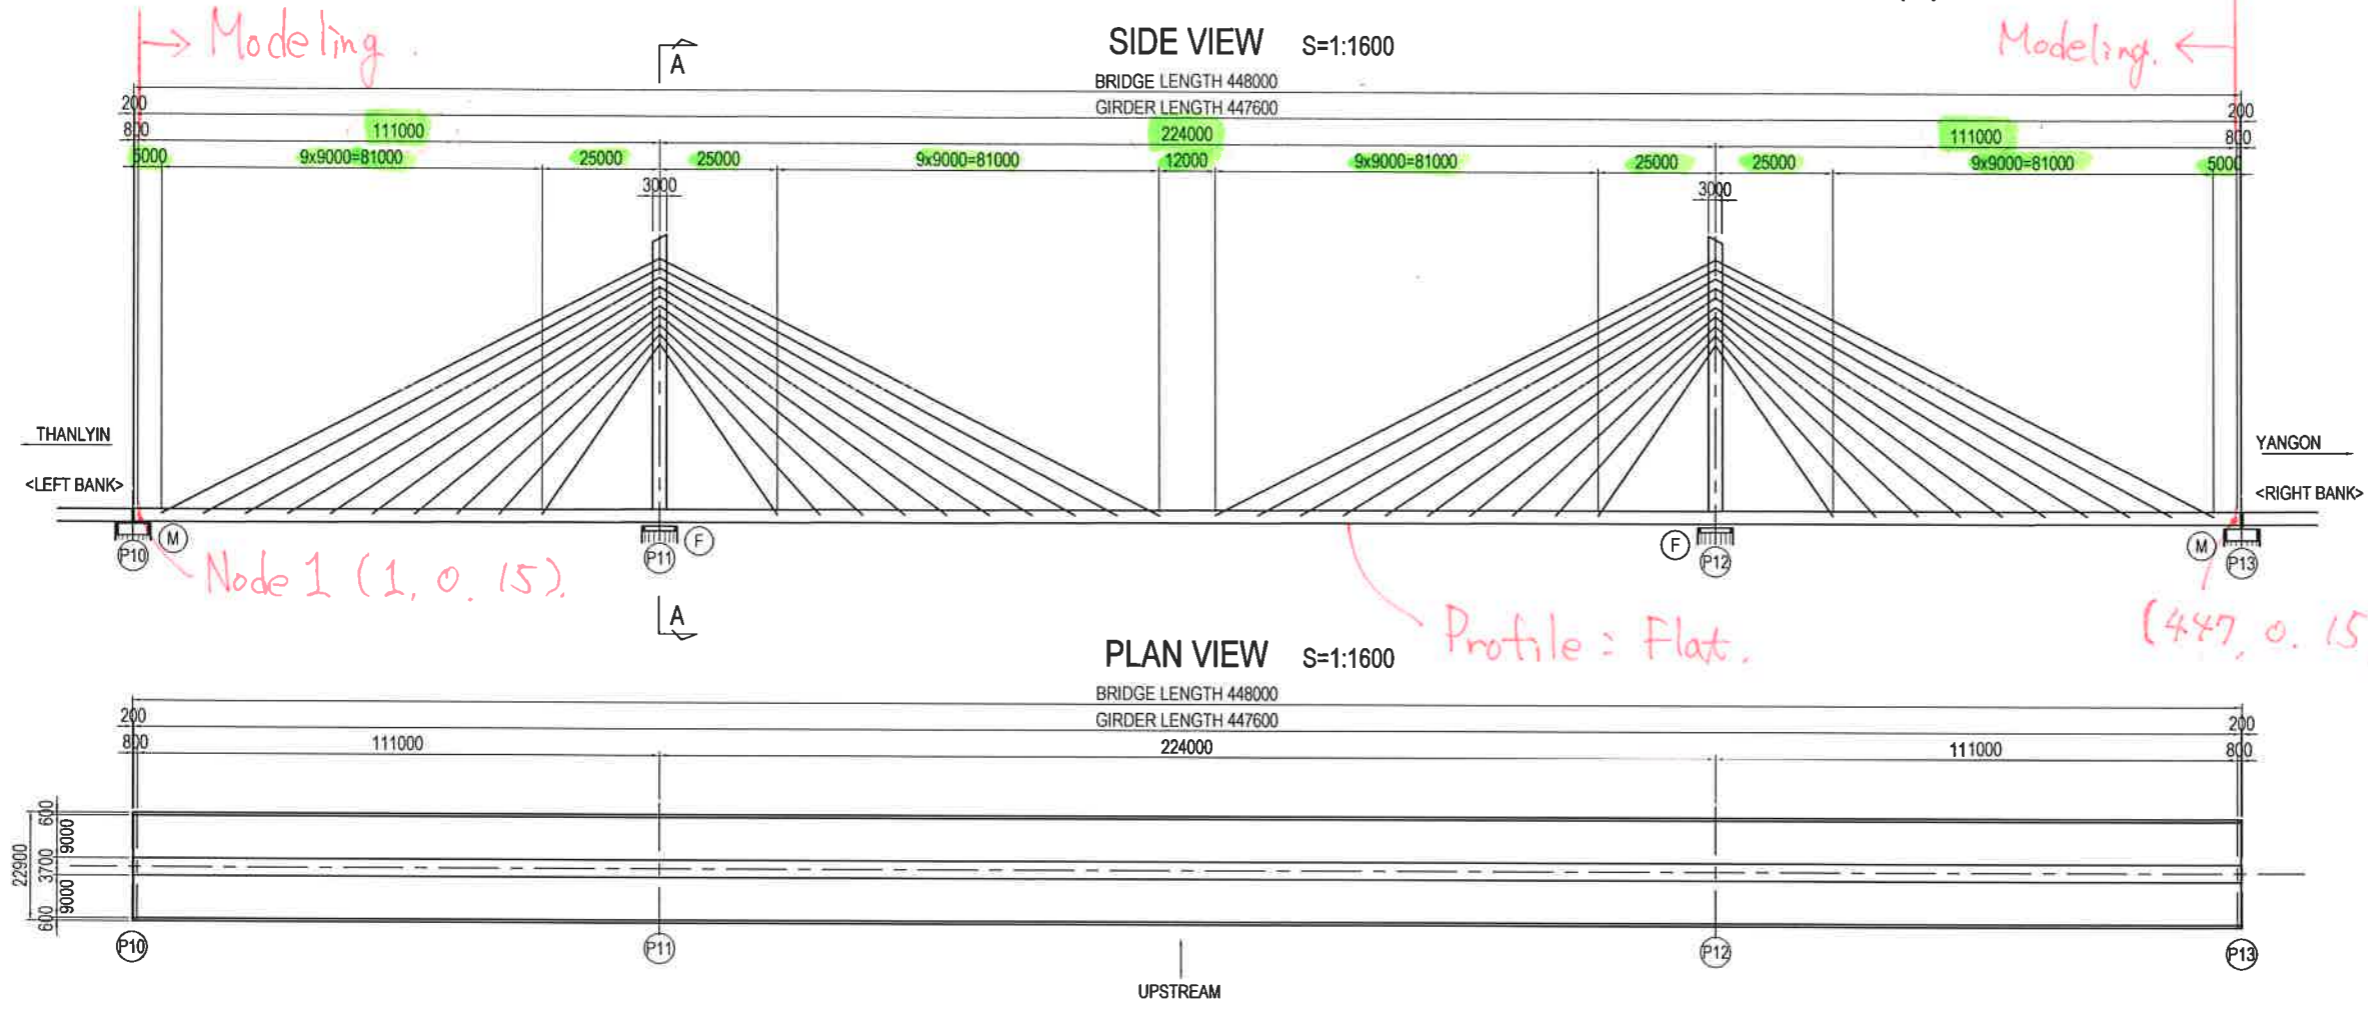 → Modeling.
A
SIDE VIEW S=1:1600
Modeling. ←
BRIDGE LENGTH 448000
200
GIRDER LENGTH 447600
200
800
111000
224000
111000
800
5000
9x9000=81000
25000
25000
9x9000=81000
12000
9x9000=81000
25000
25000
9x9000=81000
5000
3000
3000
THANLYIN
YANGON
<LEFT BANK>
<RIGHT BANK>
P10
M
P11
F
F
P12
M
P13
Node 1 (1, 0. 15).
A
Profile : Flat.
(447, 0. 15
PLAN VIEW S=1:1600
BRIDGE LENGTH 448000
200
GIRDER LENGTH 447600
200
800
111000
224000
111000
800
22900
600
9000
3700
9000
600
P10
P11
P12
P13
UPSTREAM